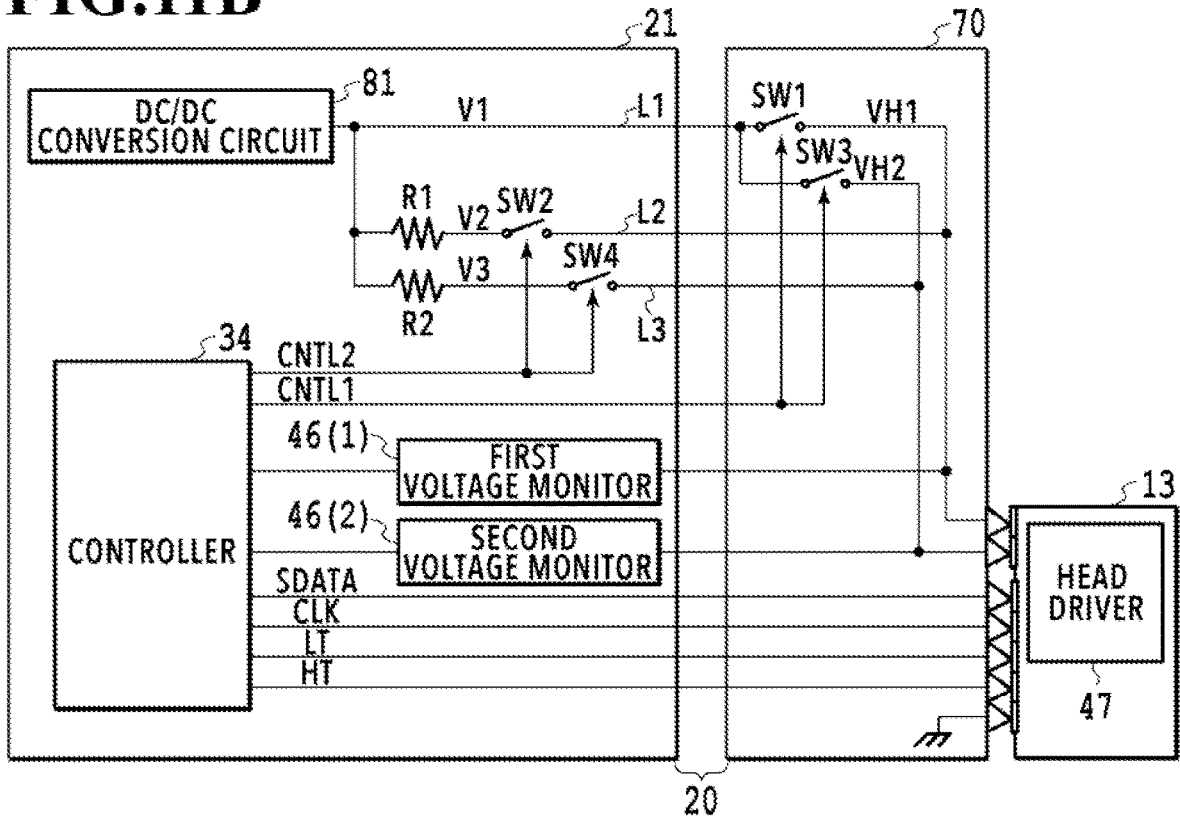 FIG.11B
21
70
81
DC/DC
CONVERSION CIRCUIT
V1
L1
SW1
VH1
SW3
VH2
R1
V2
SW2
L2
V3
SW4
R2
L3
34
CNTL2
CNTL1
46(1)
FIRST
VOLTAGE MONITOR
46(2)
SECOND
VOLTAGE MONITOR
CONTROLLER
SDATA
CLK
LT
HT
13
HEAD
DRIVER
47
20